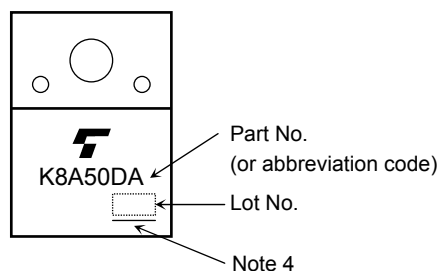 Part No.
(or abbreviation code)
K8A50DA
Lot No.
Note 4